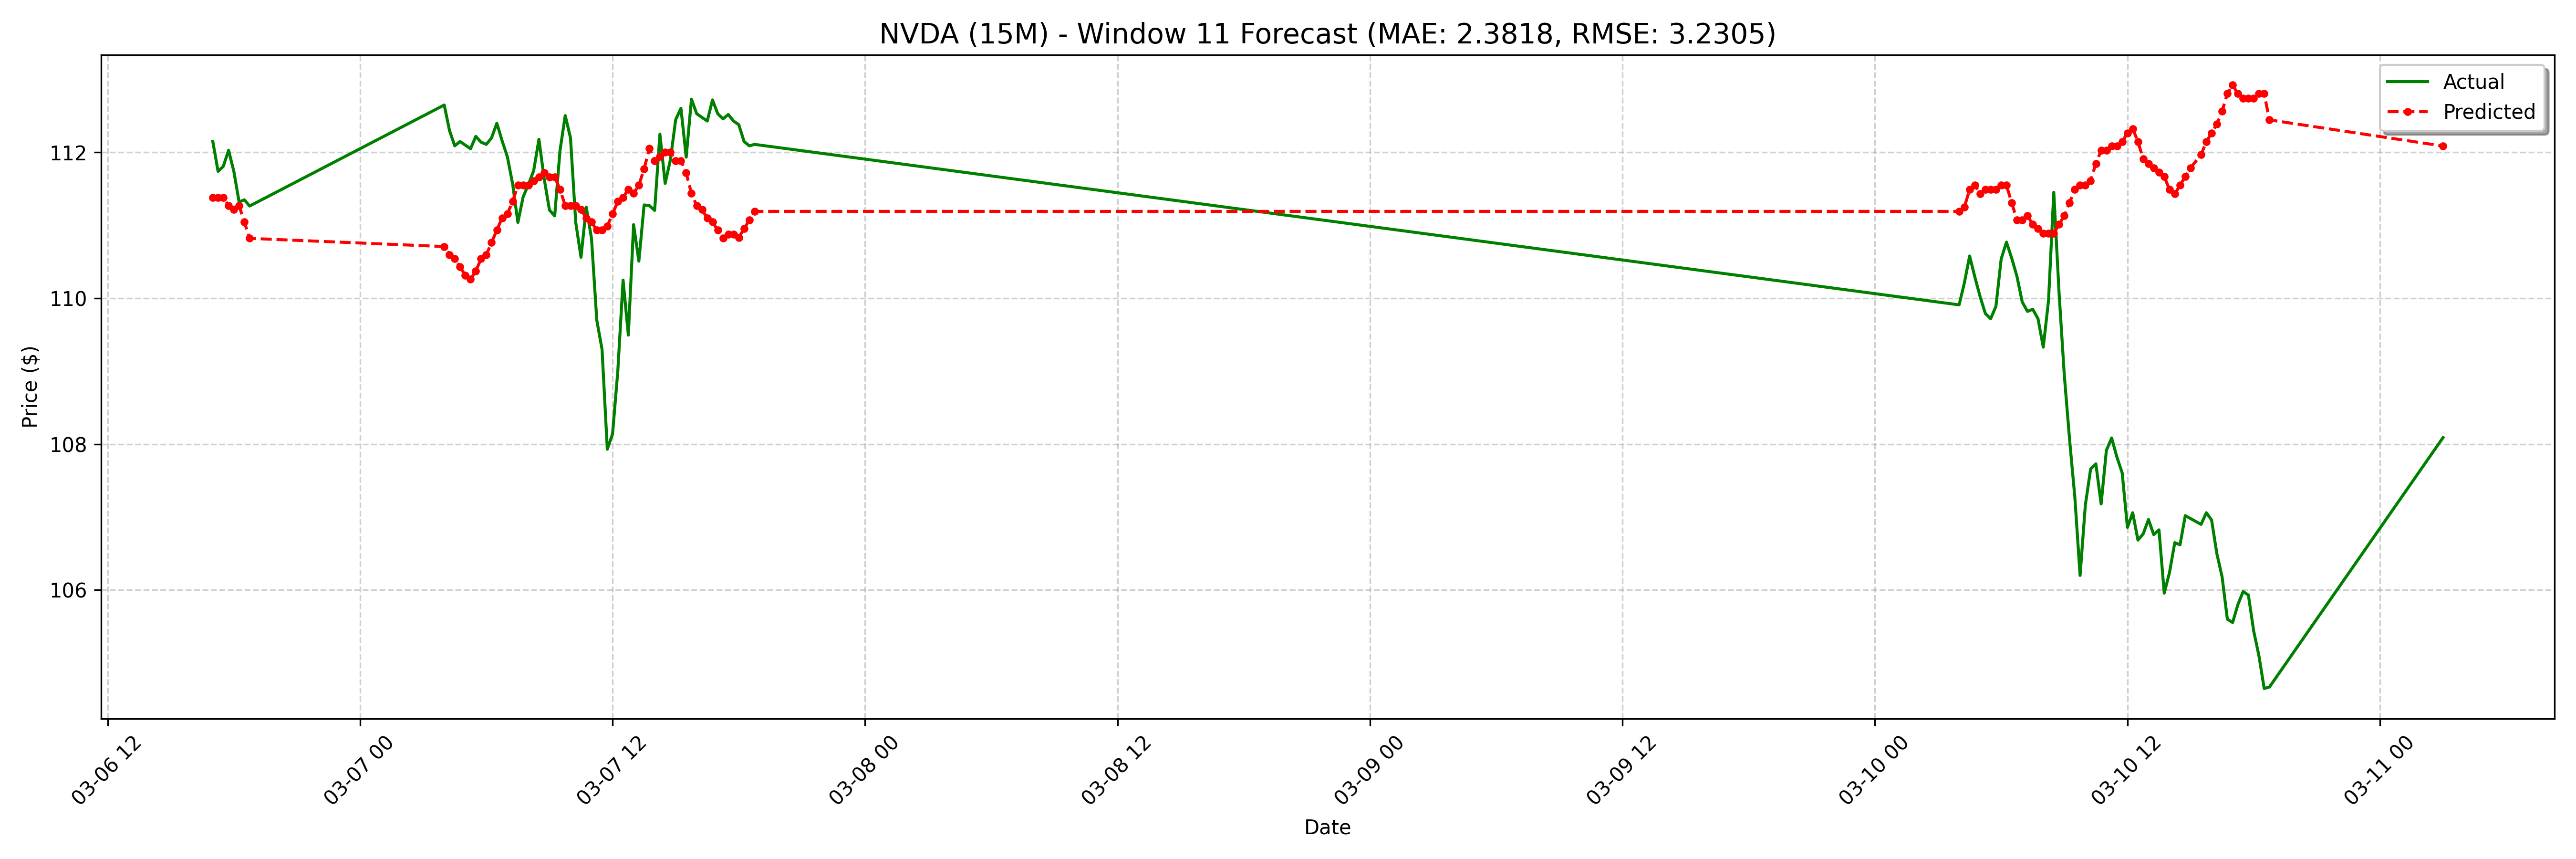 NVDA (15M) - Window 11 Forecast (MAE: 2.3818, RMSE: 3.2305)
Actual
Predicted
Price ($)
112
110
108
106
03-06 12
03-07 00
03-07 12
03-08 00
03-08 12
03-09 00
03-09 12
03-10 00
03-10 12
03-11 00
Date